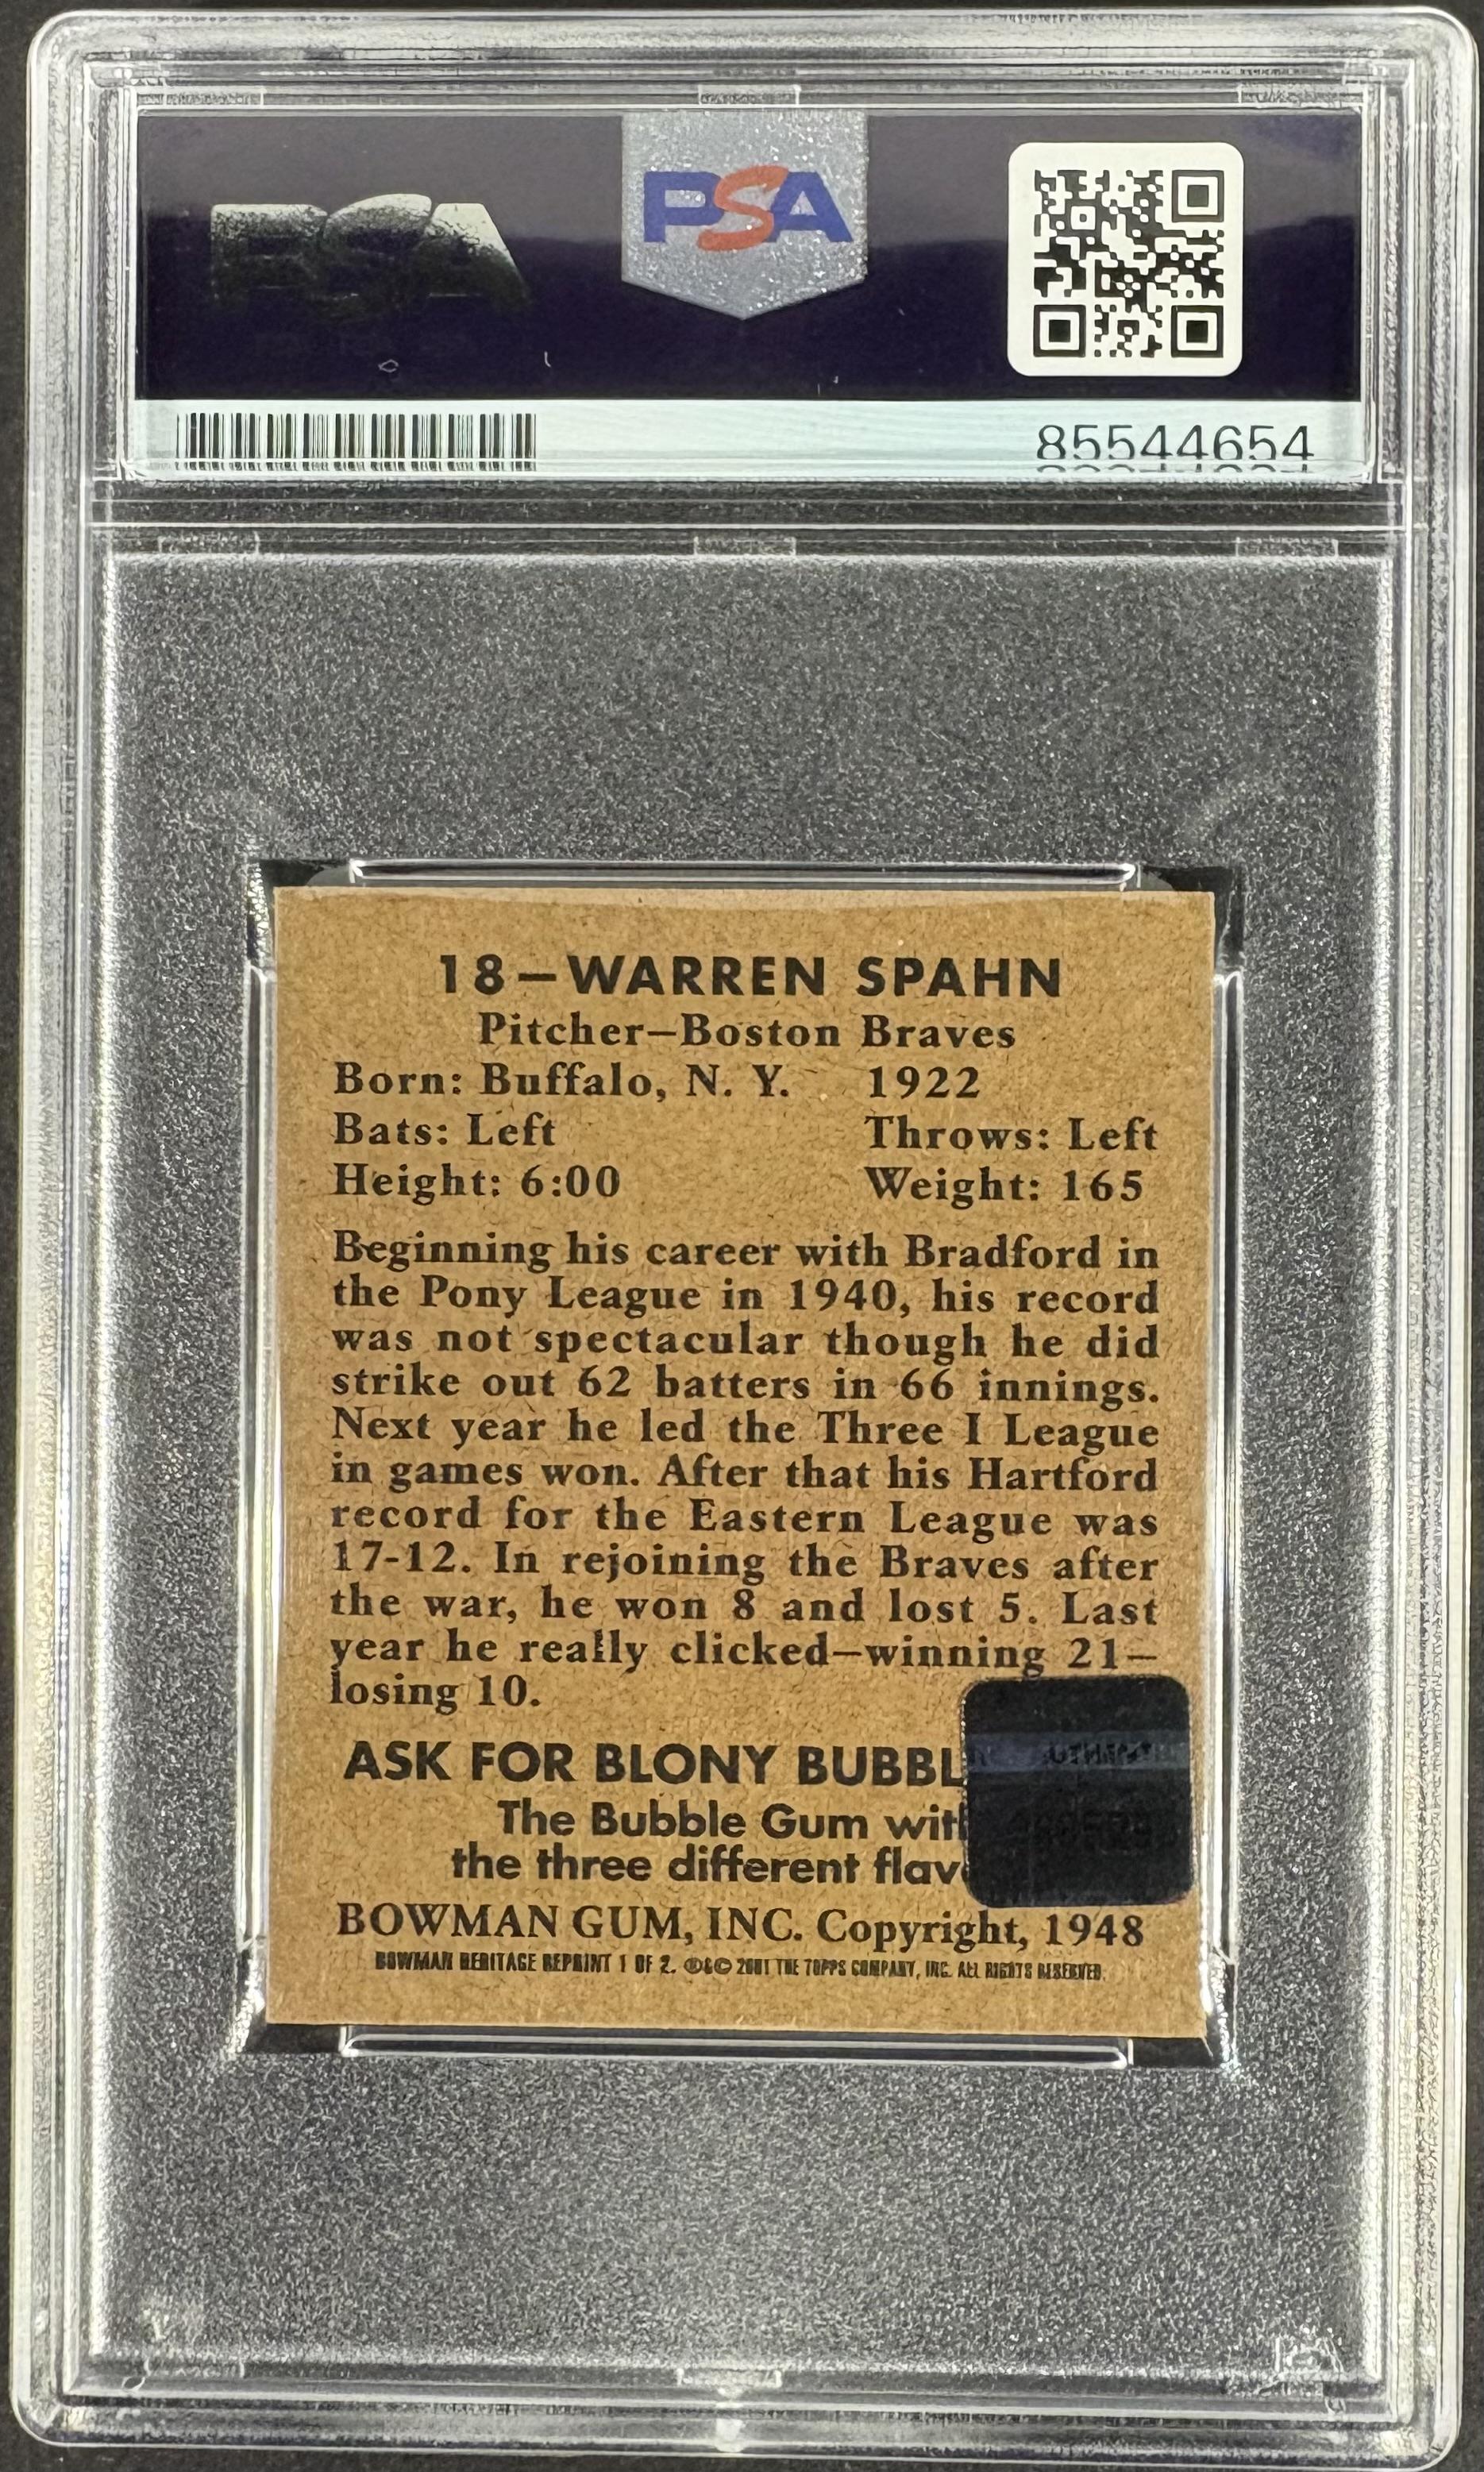 PSA
PSA
85544654
18—WARREN SPAHN
Pitcher—Boston Braves
Born: Buffalo, N. Y. 1922
Bats: Left Throws: Left
Height: 6:00 Weight: 165
Beginning his career with Bradford in
the Pony League in 1940, his record
was not spectacular though he did
strike out 62 batters in 66 innings.
Next year he led the Three I League
in games won. After that his Hartford
record for the Eastern League was
17-12. In rejoining the Braves after
the war, he won 8 and lost 5. Last
year he really clicked—winning 21—
losing 10.
ASK FOR BLONY BUBBL
The Bubble Gum wit
the three different flav
BOWMAN GUM, INC. Copyright, 1948
BOWMAN HERITAGE REPRINT 1 OF 2. ®&© 2001 THE TOPPS COMPANY, INC. ALL RIGHTS RESERVED.